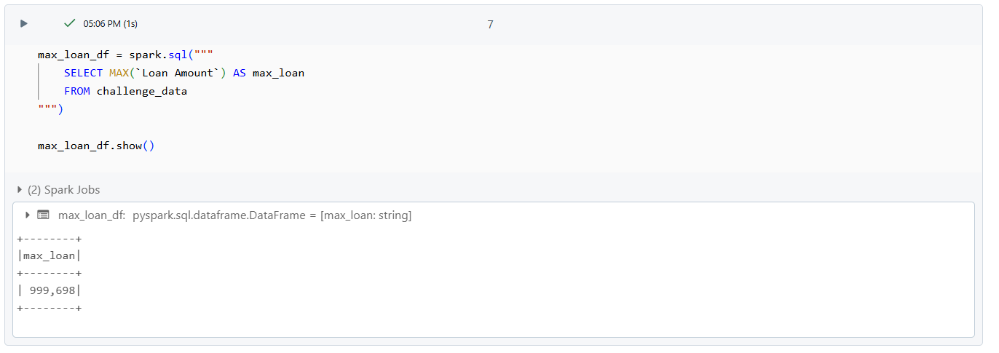 05:06 PM (1s)
7
max_loan_df = spark.sql("""
    SELECT MAX(`Loan Amount`) AS max_loan
    FROM challenge_data
""")
max_loan_df.show()
(2) Spark Jobs
max_loan_df: pyspark.sql.dataframe.DataFrame = [max_loan: string]
+--------+
|max_loan|
+--------+
| 999,698|
+--------+